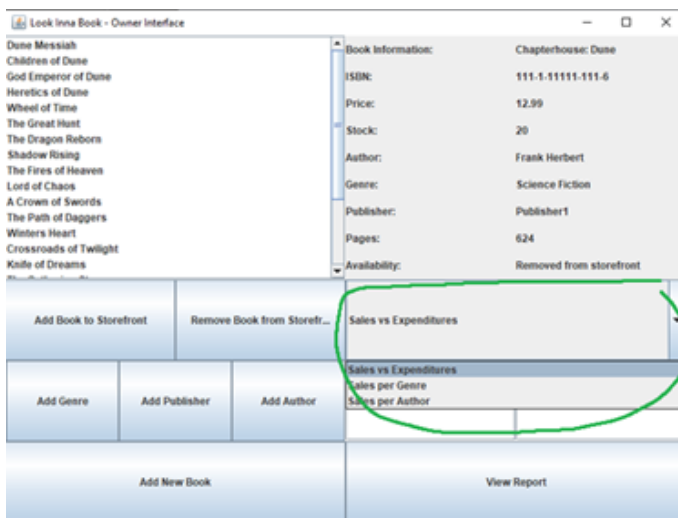 Look Inna Book - Owner Interface
Dune Messiah
Children of Dune
God Emperor of Dune
Heretics of Dune
Wheel of Time
The Great Hunt
The Dragon Reborn
Shadow Rising
The Fires of Heaven
Lord of Chaos
A Crown of Swords
The Path of Daggers
Winters Heart
Crossroads of Twilight
Knife of Dreams
Book Information: Chapterhouse: Dune
ISBN: 111-1-11111-111-6
Price: 12.99
Stock: 20
Author: Frank Herbert
Genre: Science Fiction
Publisher: Publisher1
Pages: 624
Availability: Removed from storefront
Add Book to Storefront
Remove Book from Storefr...
Sales vs Expenditures
Sales vs Expenditures
Sales per Genre
Sales per Author
Add Genre
Add Publisher
Add Author
Add New Book
View Report